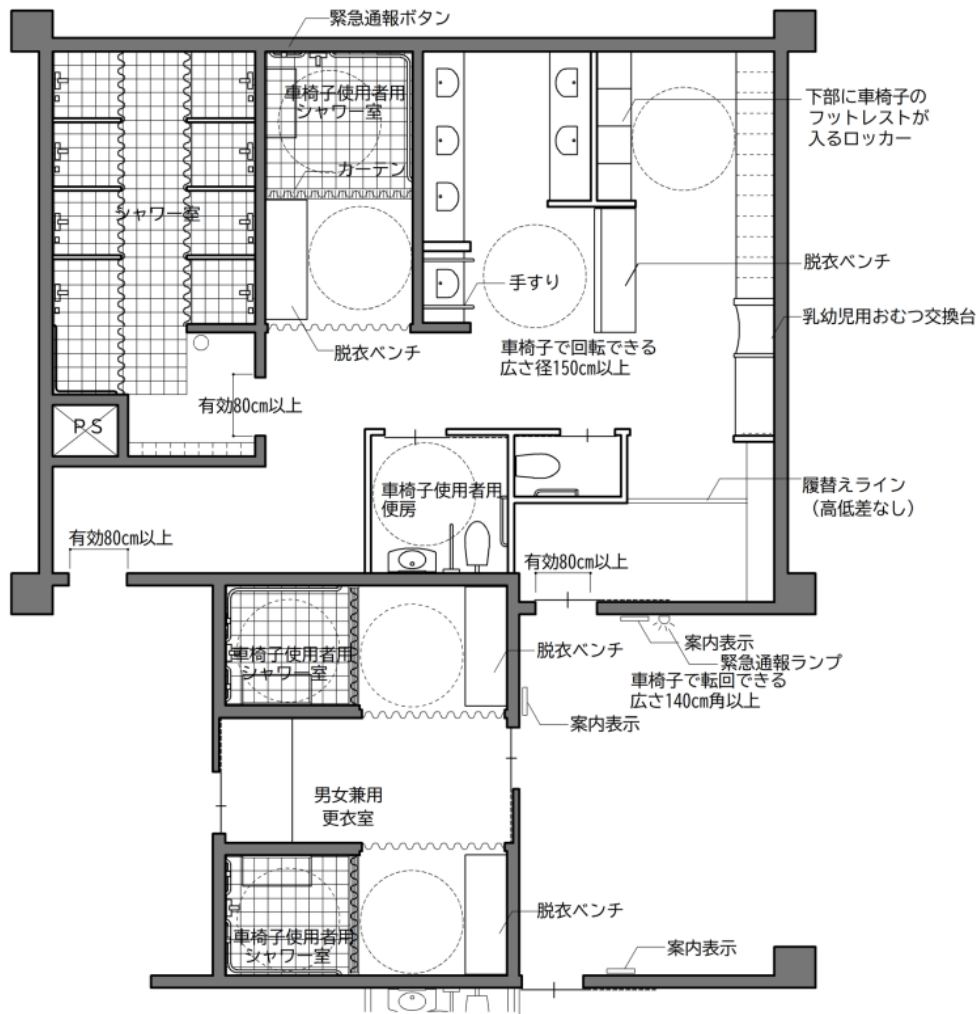 緊急通報ボタン
車椅子使用者用
シャワー室
カーテン
シャワー室
下部に車椅子の
フットレストが
入るロッカー
手すり
脱衣ベンチ
乳幼児用おむつ交換台
脱衣ベンチ
車椅子で回転できる
広さ径150cm以上
有効80cm以上
PS
車椅子使用者用
便房
履替えライン
(高低差なし)
有効80cm以上
有効80cm以上
案内表示
緊急通報ランプ
車椅子で転回できる
広さ140cm角以上
車椅子使用者用
シャワー室
脱衣ベンチ
案内表示
男女兼用
更衣室
車椅子使用者用
シャワー室
脱衣ベンチ
案内表示